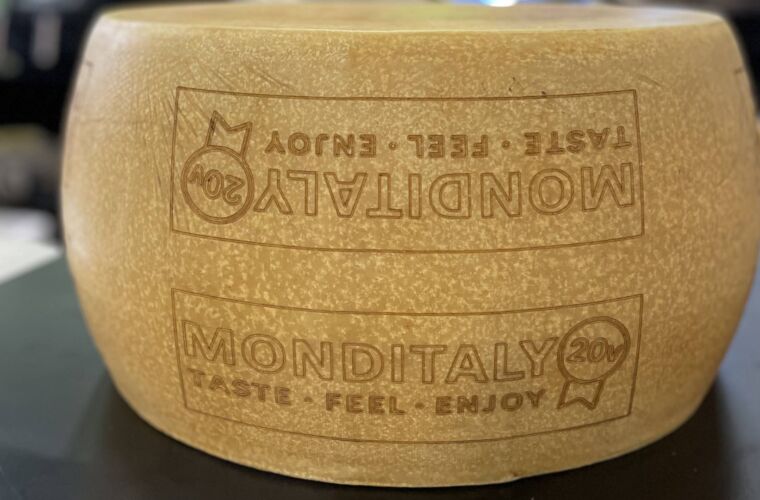 TASTE · FEEL · ENJOY
MONDITALY 20v
MONDITALY 20v
TASTE · FEEL · ENJOY